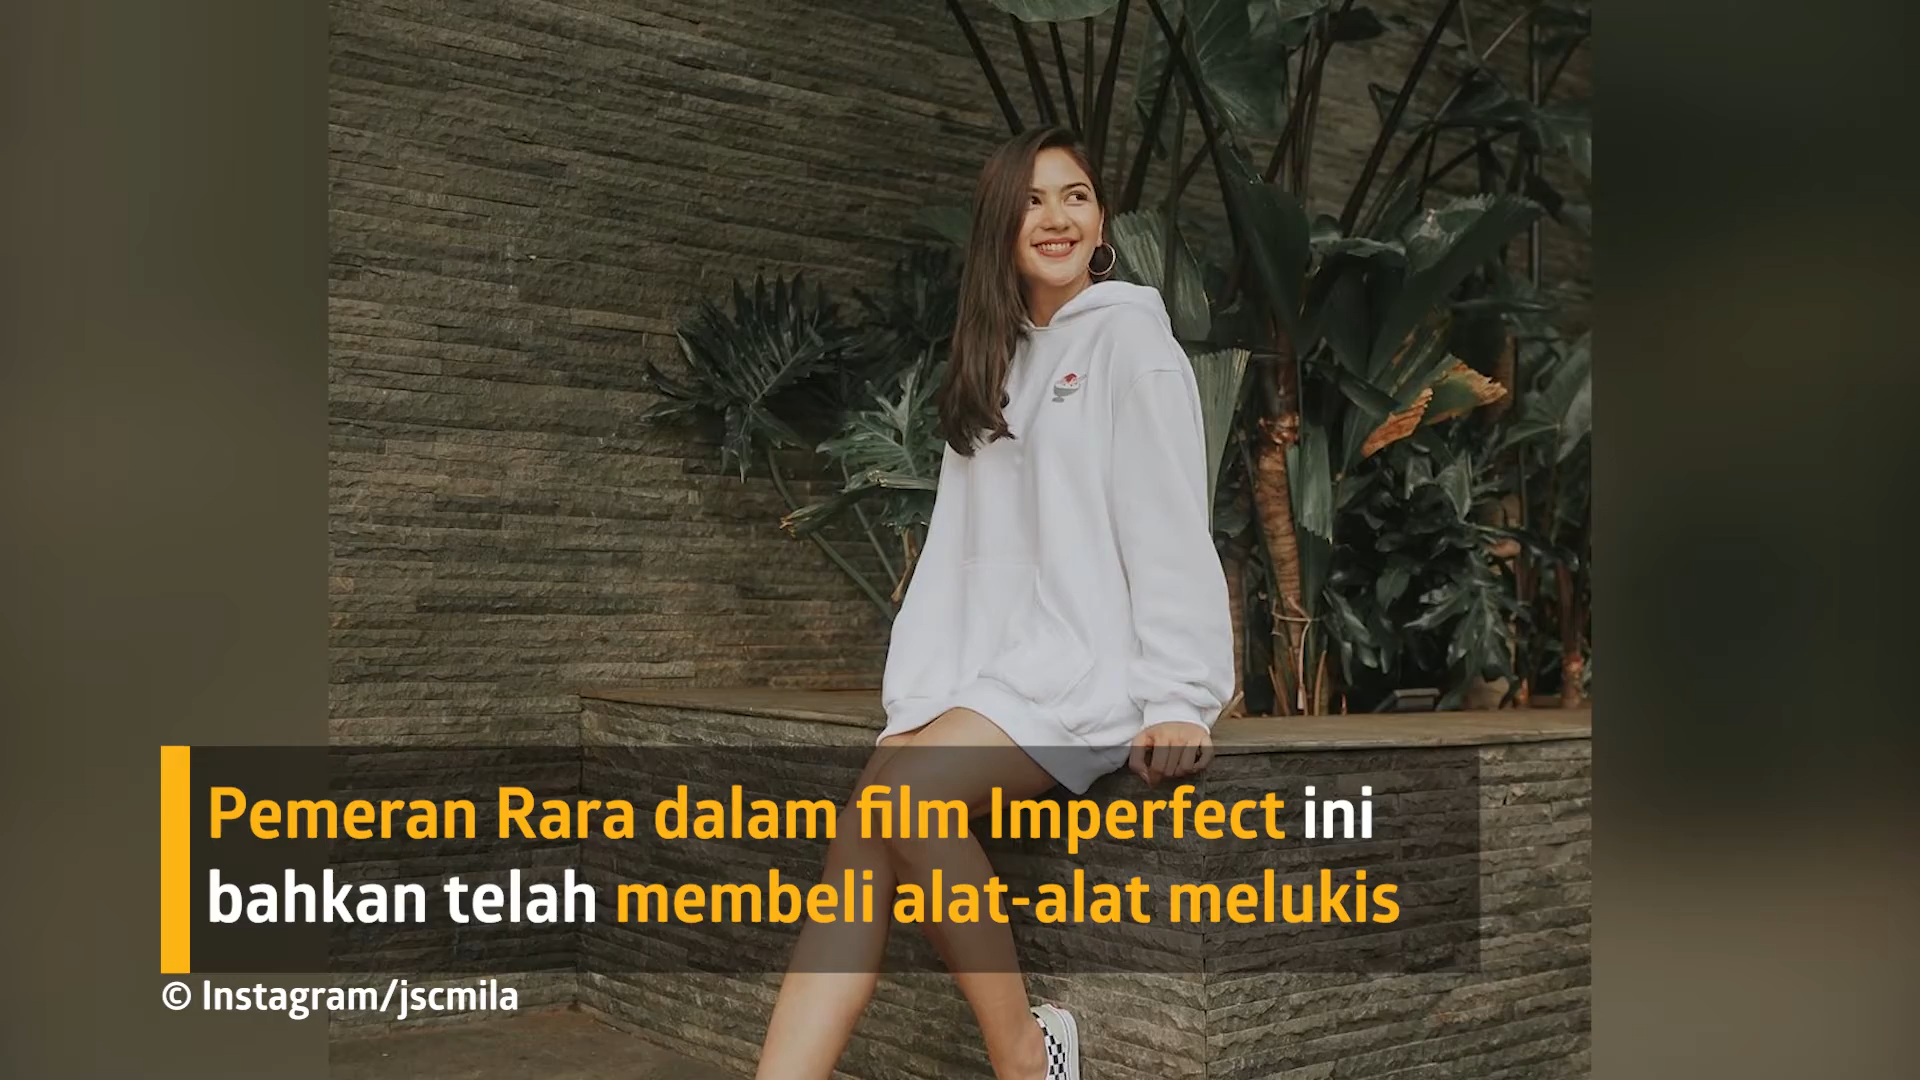 Pemeran Rara dalam film Imperfect ini
bahkan telah membeli alat-alat melukis
© Instagram/jscmila